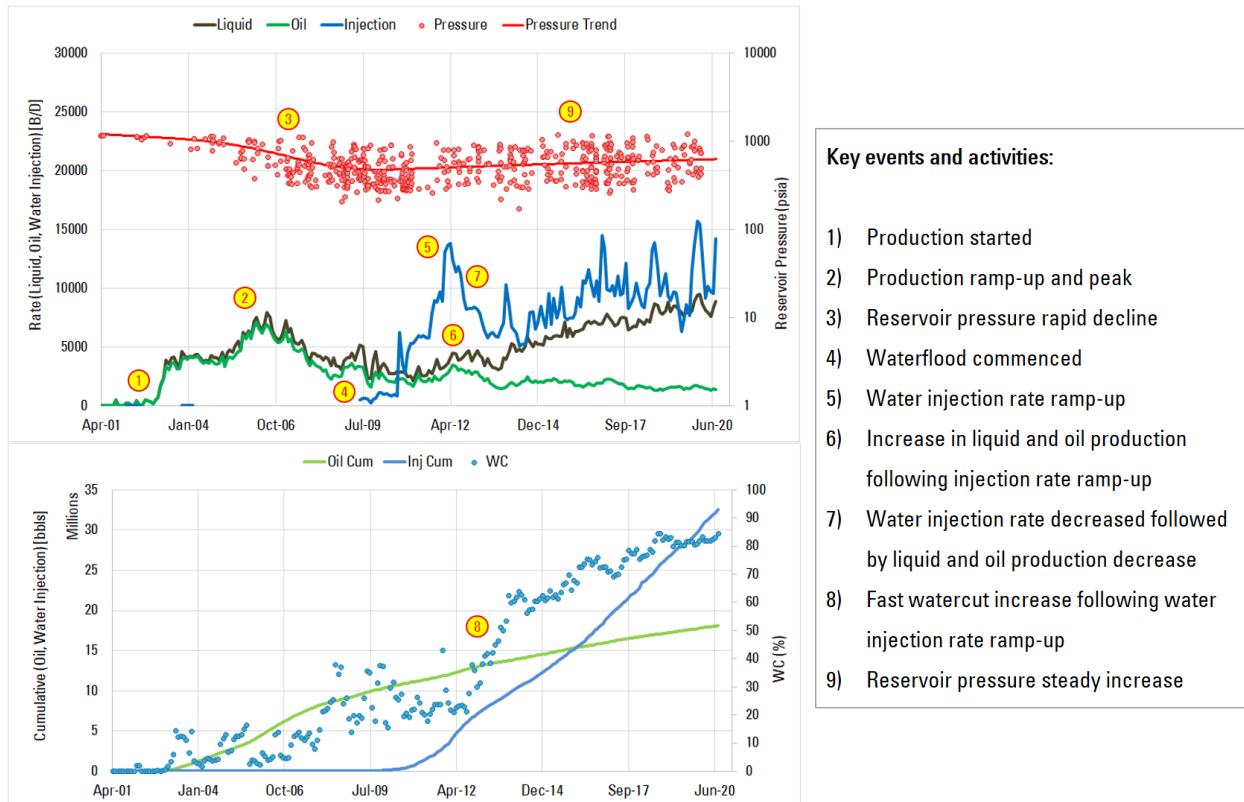 Liquid Oil Injection Pressure Pressure Trend
30000 10000
25000
1000
20000
15000 100
10000
10
5000
0 1
Rate (Liquid, Oil, Water Injection) [B/D]
Reservoir Pressure [psia]
Apr-01 Jan-04 Oct-06 Jul-09 Apr-12 Dec-14 Sep-17 Jun-20
1
2
3
4
5
6
7
9
Oil Cum Inj Cum WC
35 100
Millions
90
30
80
25 70
60
20
50
15
40
10 30
20
5
10
0 0
Cumulative (Oil, Water Injection) [bbls]
WC (%)
Apr-01 Jan-04 Oct-06 Jul-09 Apr-12 Dec-14 Sep-17 Jun-20
8
Key events and activities:
1) Production started
2) Production ramp-up and peak
3) Reservoir pressure rapid decline
4) Waterflood commenced
5) Water injection rate ramp-up
6) Increase in liquid and oil production
following injection rate ramp-up
7) Water injection rate decreased followed
by liquid and oil production decrease
8) Fast watercut increase following water
injection rate ramp-up
9) Reservoir pressure steady increase